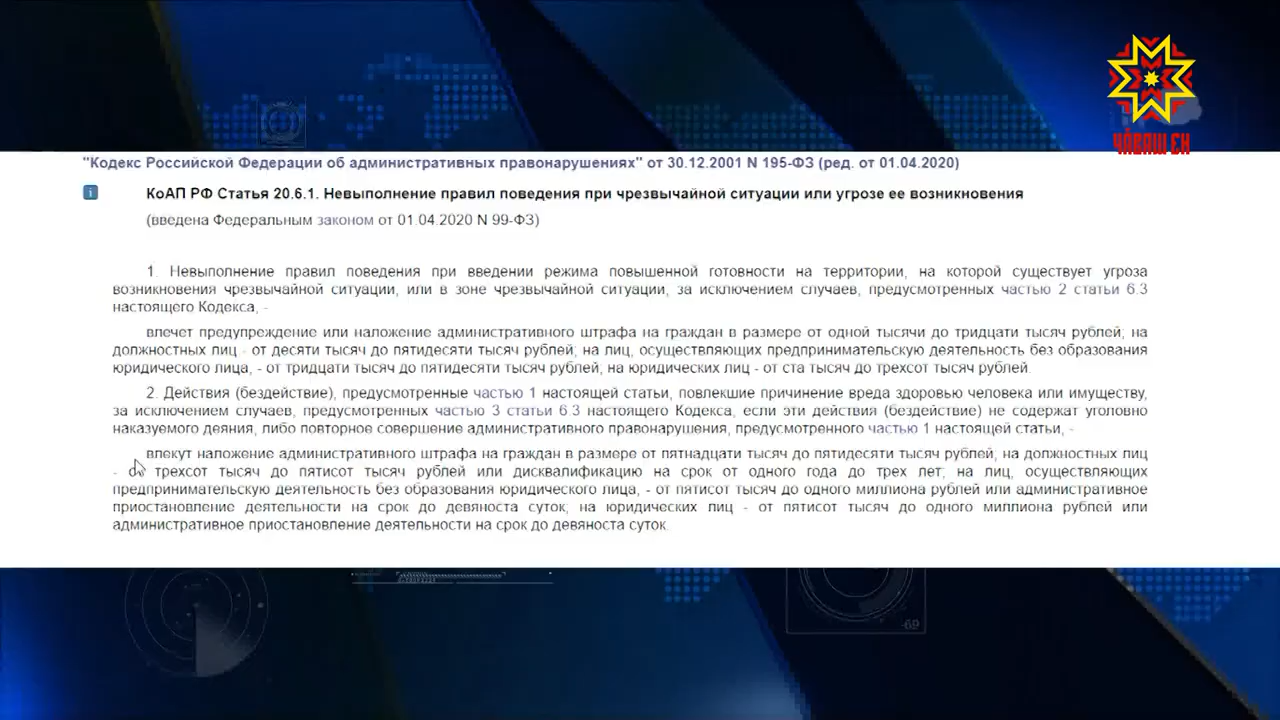 ЧӐВАШ ЕН
"Кодекс Российской Федерации об административных правонарушениях" от 30.12.2001 N 195-ФЗ (ред. от 01.04.2020)
i
КоАП РФ Статья 20.6.1. Невыполнение правил поведения при чрезвычайной ситуации или угрозе ее возникновения
(введена Федеральным законом от 01.04.2020 N 99-ФЗ)
1. Невыполнение правил поведения при введении режима повышенной готовности на территории, на которой существует угроза
возникновения чрезвычайной ситуации, или в зоне чрезвычайной ситуации, за исключением случаев, предусмотренных частью 2 статьи 6.3
настоящего Кодекса, -
влечет предупреждение или наложение административного штрафа на граждан в размере от одной тысячи до тридцати тысяч рублей; на
должностных лиц - от десяти тысяч до пятидесяти тысяч рублей; на лиц, осуществляющих предпринимательскую деятельность без образования
юридического лица, - от тридцати тысяч до пятидесяти тысяч рублей; на юридических лиц - от ста тысяч до трехсот тысяч рублей.
2. Действия (бездействие), предусмотренные частью 1 настоящей статьи, повлекшие причинение вреда здоровью человека или имуществу,
за исключением случаев, предусмотренных частью 3 статьи 6.3 настоящего Кодекса, если эти действия (бездействие) не содержат уголовно
наказуемого деяния, либо повторное совершение административного правонарушения, предусмотренного частью 1 настоящей статьи, -
влекут наложение административного штрафа на граждан в размере от пятнадцати тысяч до пятидесяти тысяч рублей; на должностных лиц
- от трехсот тысяч до пятисот тысяч рублей или дисквалификацию на срок от одного года до трех лет; на лиц, осуществляющих
предпринимательскую деятельность без образования юридического лица, - от пятисот тысяч до одного миллиона рублей или административное
приостановление деятельности на срок до девяноста суток; на юридических лиц - от пятисот тысяч до одного миллиона рублей или
административное приостановление деятельности на срок до девяноста суток.
-69